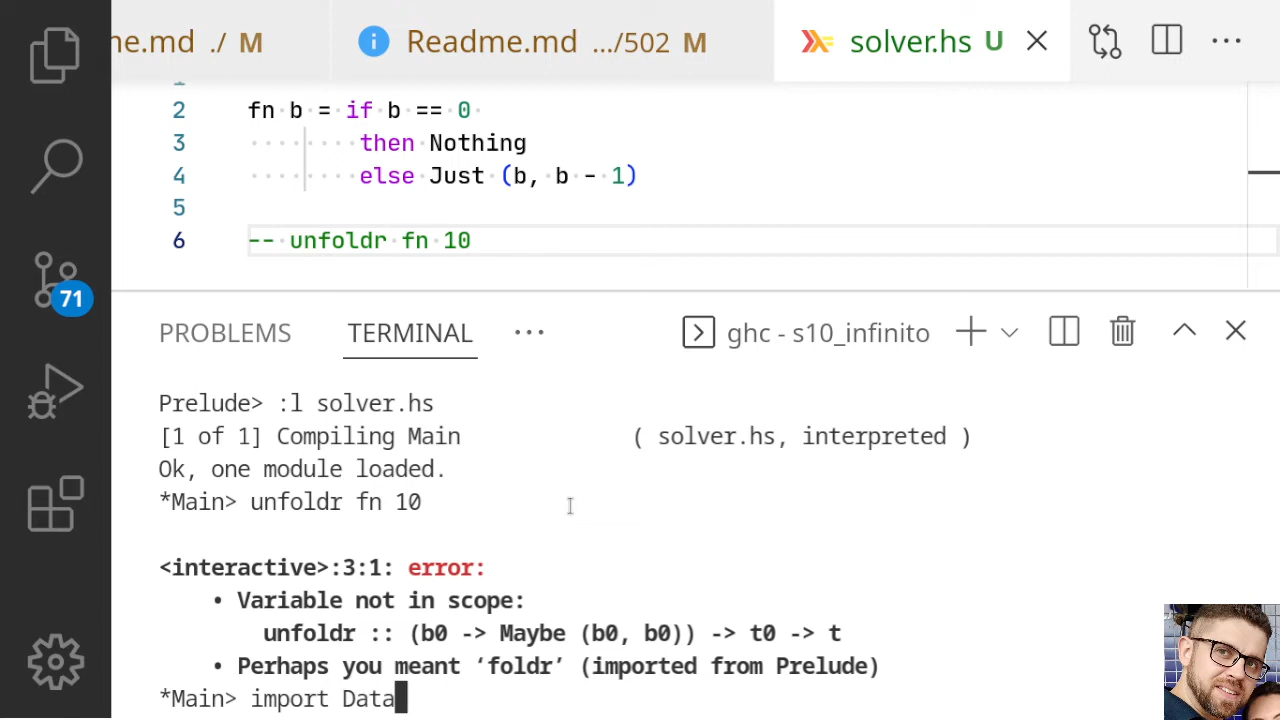 ne.md ./ M
Readme.md .../502 M
solver.hs U
1
2 fn b = if b == 0
3 then Nothing
4 else Just (b, b - 1)
5
6 -- unfoldr fn 10
71
PROBLEMS TERMINAL ghc - s10_infinito
Prelude> :l solver.hs
[1 of 1] Compiling Main ( solver.hs, interpreted )
Ok, one module loaded.
*Main> unfoldr fn 10
<interactive>:3:1: error:
• Variable not in scope:
unfoldr :: (b0 -> Maybe (b0, b0)) -> t0 -> t
• Perhaps you meant ‘foldr’ (imported from Prelude)
*Main> import Data